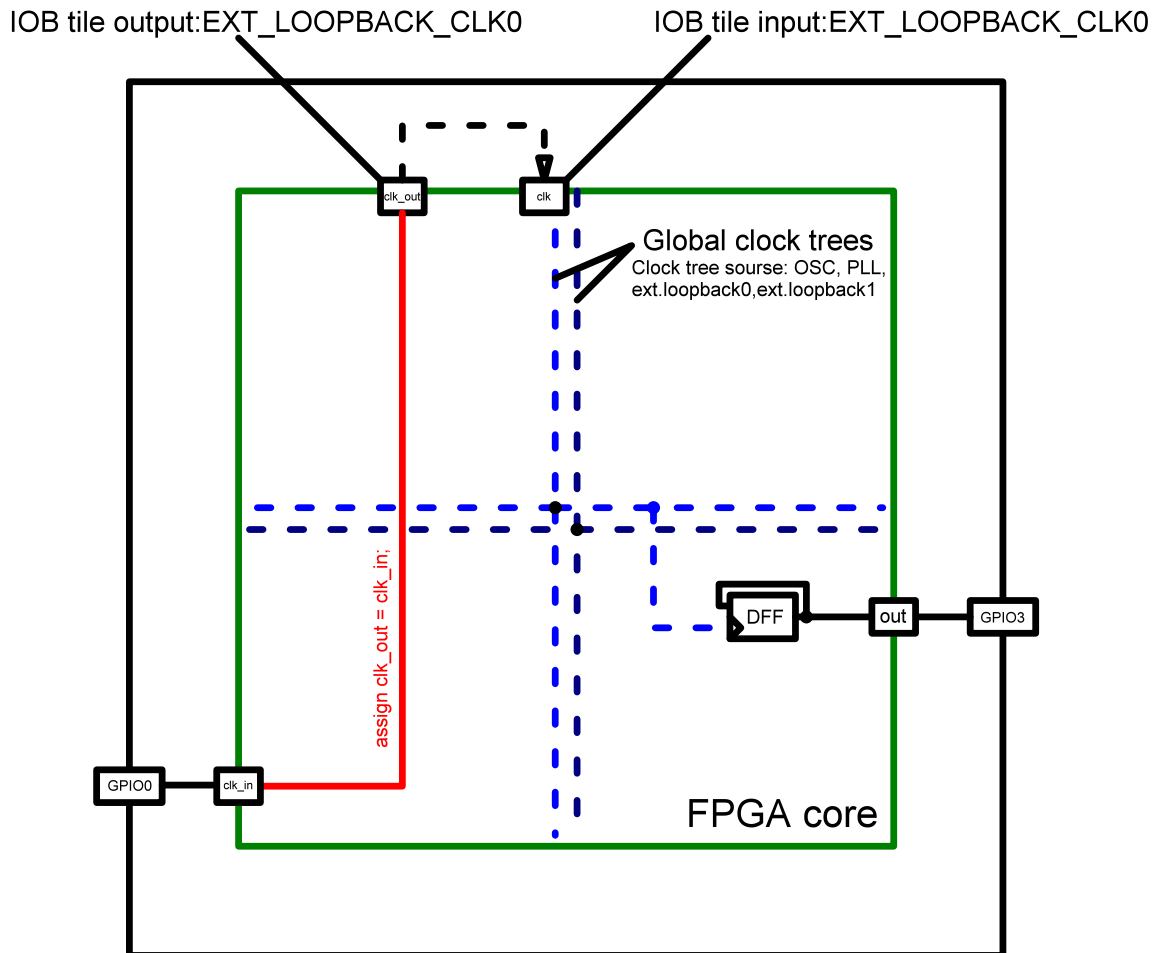 IOB tile output:EXT_LOOPBACK_CLK0
IOB tile input:EXT_LOOPBACK_CLK0
clk_out
clk
Global clock trees
Clock tree sourse: OSC, PLL,
ext.loopback0,ext.loopback1
assign clk_out = clk_in;
DFF
out
GPIO3
GPIO0
clk_in
FPGA core